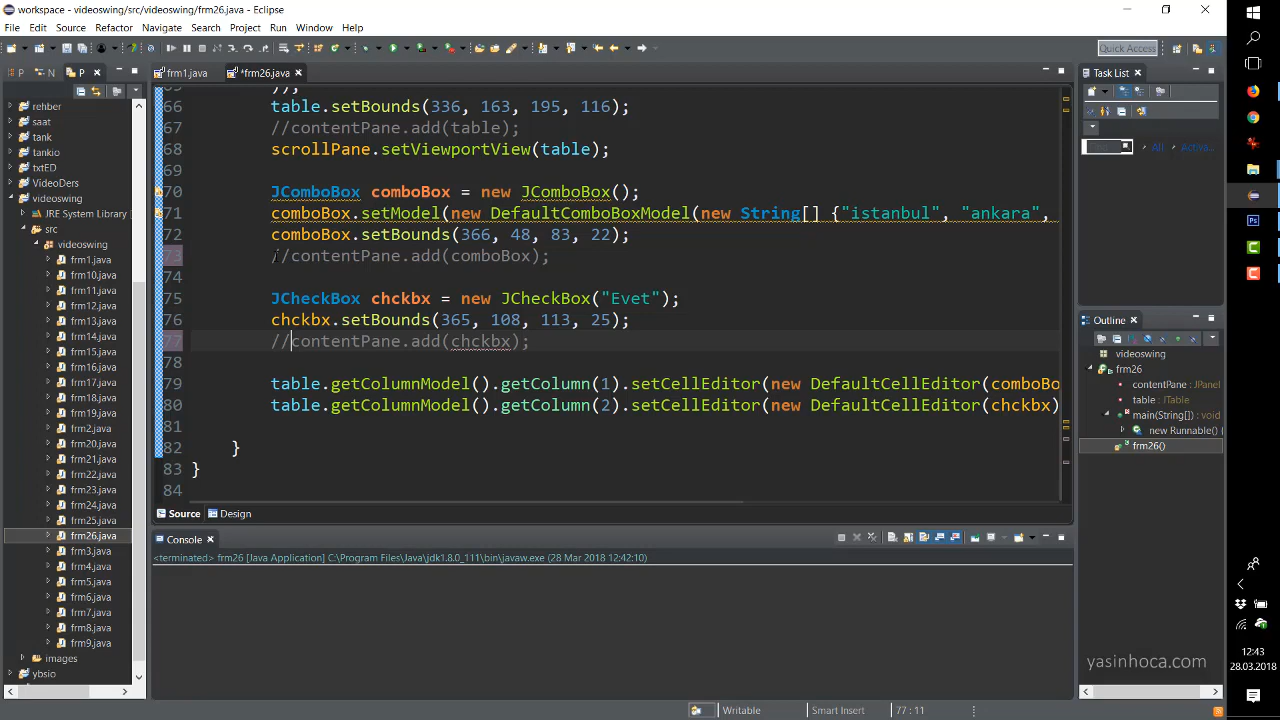 workspace - videoswing/src/videoswing/frm26.java - Eclipse
File Edit Source Refactor Navigate Search Project Run Window Help
Quick Access
P N P
frm1.java *frm26.java
Task List
rehber
saat
tank
tankio
txtED
VideoDers
videoswing
JRE System Library [
src
videoswing
frm1.java
frm10.java
frm11.java
frm12.java
frm13.java
frm14.java
frm15.java
frm16.java
frm17.java
frm18.java
frm19.java
frm2.java
frm20.java
frm21.java
frm22.java
frm23.java
frm24.java
frm25.java
frm26.java
frm3.java
frm4.java
frm5.java
frm6.java
frm7.java
frm8.java
frm9.java
images
ybsio
66 table.setBounds(336, 163, 195, 116);
67 //contentPane.add(table);
68 scrollPane.setViewportView(table);
69
70 JComboBox comboBox = new JComboBox();
71 comboBox.setModel(new DefaultComboBoxModel(new String[] {"istanbul", "ankara",
72 comboBox.setBounds(366, 48, 83, 22);
73 //contentPane.add(comboBox);
74
75 JCheckBox chckbx = new JCheckBox("Evet");
76 chckbx.setBounds(365, 108, 113, 25);
77 //contentPane.add(chckbx);
78
79 table.getColumnModel().getColumn(1).setCellEditor(new DefaultCellEditor(comboBo
80 table.getColumnModel().getColumn(2).setCellEditor(new DefaultCellEditor(chckbx)
81
82 }
83 }
84
Source Design
Console
<terminated> frm26 [Java Application] C:\Program Files\Java\jdk1.8.0_111\bin\javaw.exe (28 Mar 2018 12:42:10)
All
Outline
videoswing
frm26
contentPane : JPanel
table : JTable
main(String[]) : void
new Runnable() {
frm26()
yasinhoca.com
Writable Smart Insert 77 : 11
12:43
28.03.2018